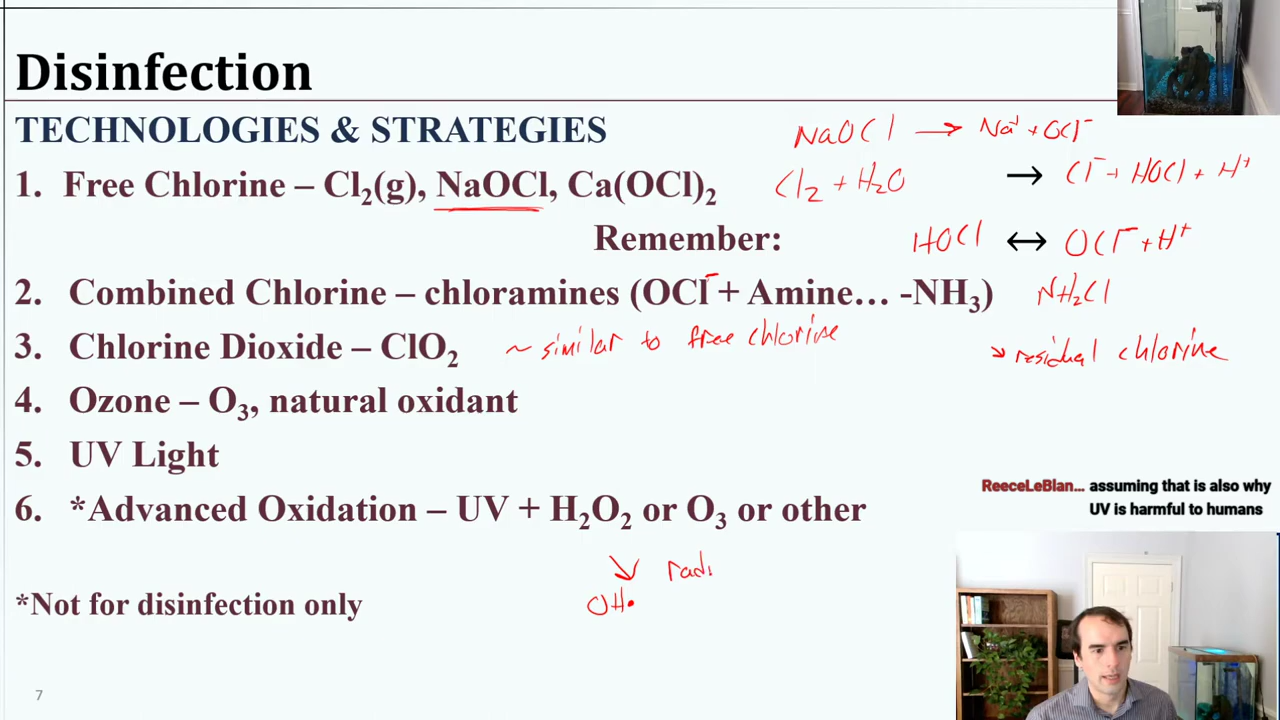 Disinfection
TECHNOLOGIES & STRATEGIES
NaOCl → Na⁺ + OCl⁻
1. Free Chlorine – Cl₂(g), NaOCl, Ca(OCl)₂
Cl₂ + H₂O → Cl⁻ + HOCl + H⁺
Remember: HOCl ↔ OCl⁻ + H⁺
2. Combined Chlorine – chloramines (OCl⁻ + Amine… -NH₃) NH₂Cl
3. Chlorine Dioxide – ClO₂ ~ similar to free chlorine
↘ residual chlorine
4. Ozone – O₃, natural oxidant
5. UV Light
ReeceLeBlan... assuming that is also why
UV is harmful to humans
6. *Advanced Oxidation – UV + H₂O₂ or O₃ or other
↘ radi
OH•
*Not for disinfection only
7